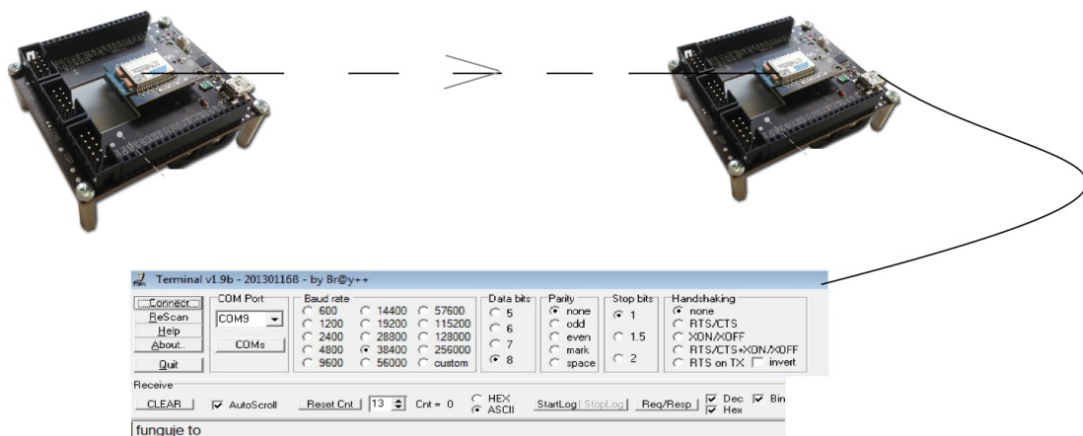 Terminal v1.9b - 20130116ß - by Br@y++
Connect
ReScan
Help
About..
Quit
COM Port
COM9
COMs
Baud rate
600 14400 57600
1200 19200 115200
2400 28800 128000
4800 38400 256000
9600 56000 custom
Data bits
5
6
7
8
Parity
none
odd
even
mark
space
Stop bits
1
1.5
2
Handshaking
none
RTS/CTS
XON/XOFF
RTS/CTS+XON/XOFF
RTS on TX invert
Receive
CLEAR AutoScroll Reset Cnt 13 Cnt = 0 HEX ASCII StartLog StopLog Req/Resp Dec Hex Bin
funguje to